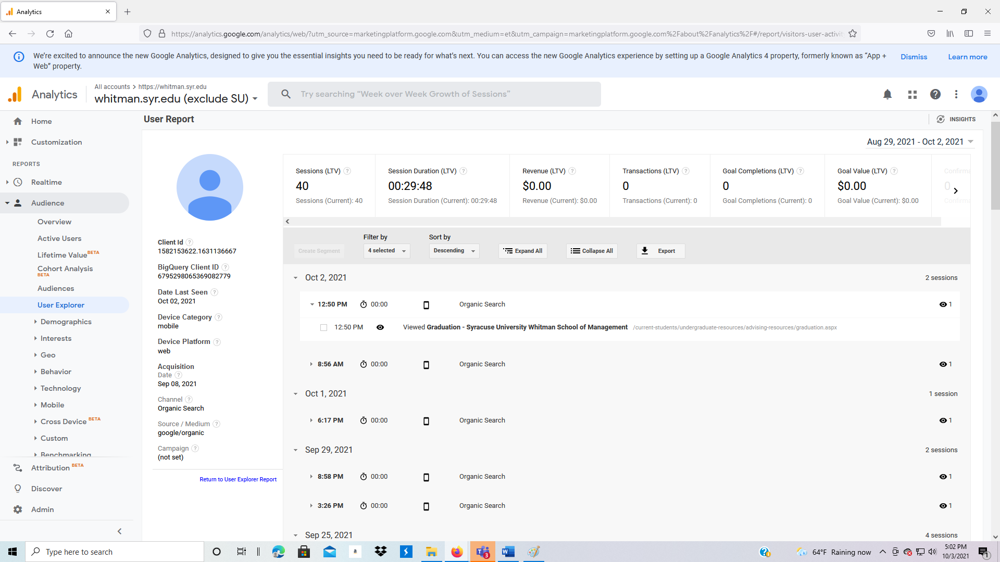 Analytics
https://analytics.google.com/analytics/web/?utm_source=marketingplatform.google.com&utm_medium=et&utm_campaign=marketingplatform.google.com%2Fabout%2Fanalytics%2F#/report/visitors-user-activit
We're excited to announce the new Google Analytics, designed to give you the essential insights you need to be ready for what's next. You can access the new Google Analytics experience by setting up a Google Analytics 4 property, formerly known as “App +
Web” property.
Dismiss
Learn more
Analytics
All accounts > https://whitman.syr.edu
whitman.syr.edu (exclude SU)
Try searching “Week over Week Growth of Sessions”
Home
Customization
REPORTS
Realtime
Audience
Overview
Active Users
Lifetime Value BETA
Cohort Analysis
BETA
Audiences
User Explorer
Demographics
Interests
Geo
Behavior
Technology
Mobile
Cross Device BETA
Custom
Benchmarking
Attribution BETA
Discover
Admin
User Report
INSIGHTS
Aug 29, 2021 - Oct 2, 2021
Client Id
1582153622.1631136667
BigQuery Client ID
6795298065369082779
Date Last Seen
Oct 02, 2021
Device Category
mobile
Device Platform
web
Acquisition
Date
Sep 08, 2021
Channel
Organic Search
Source / Medium
google/organic
Campaign
(not set)
Return to User Explorer Report
Sessions (LTV)
40
Sessions (Current): 40
Session Duration (LTV)
00:29:48
Session Duration (Current): 00:29:48
Revenue (LTV)
$0.00
Revenue (Current): $0.00
Transactions (LTV)
0
Transactions (Current): 0
Goal Completions (LTV)
0
Goal Completions (Current): 0
Goal Value (LTV)
$0.00
Goal Value (Current): $0.00
Confirma
0
Confirma
Create Segment
Filter by
4 selected
Sort by
Descending
Expand All
Collapse All
Export
Oct 2, 2021 2 sessions
12:50 PM 00:00 Organic Search 1
12:50 PM Viewed Graduation - Syracuse University Whitman School of Management /current-students/undergraduate-resources/advising-resources/graduation.aspx
8:56 AM 00:00 Organic Search 1
Oct 1, 2021 1 session
6:17 PM 00:00 Organic Search 1
Sep 29, 2021 2 sessions
8:58 PM 00:00 Organic Search 1
3:26 PM 00:00 Organic Search 1
Sep 25, 2021 4 sessions
Type here to search
a
3
64°F Raining now
5:02 PM
10/3/2021
1